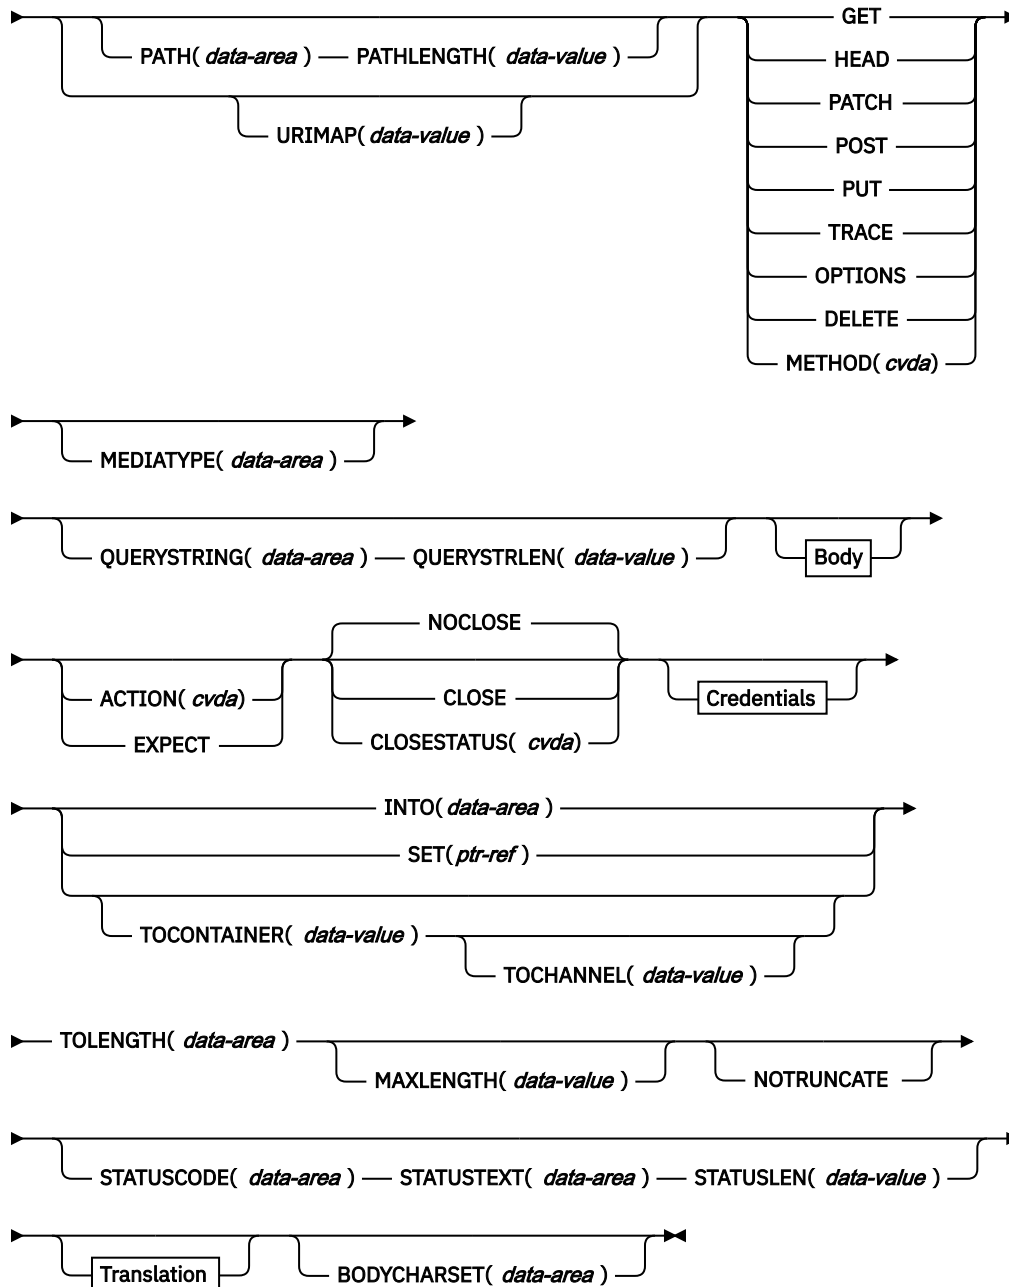 GET
PATH( data-area ) PATHLENGTH( data-value )
HEAD
PATCH
URIMAP( data-value )
POST
PUT
TRACE
OPTIONS
DELETE
METHOD( cvda)
MEDIATYPE( data-area )
QUERYSTRING( data-area ) QUERYSTRLEN( data-value )
Body
NOCLOSE
ACTION( cvda)
CLOSE
Credentials
EXPECT
CLOSESTATUS( cvda)
INTO( data-area )
SET( ptr-ref )
TOCONTAINER( data-value )
TOCHANNEL( data-value )
TOLENGTH( data-area )
MAXLENGTH( data-value )
NOTRUNCATE
STATUSCODE( data-area ) STATUSTEXT( data-area ) STATUSLEN( data-value )
Translation
BODYCHARSET( data-area )